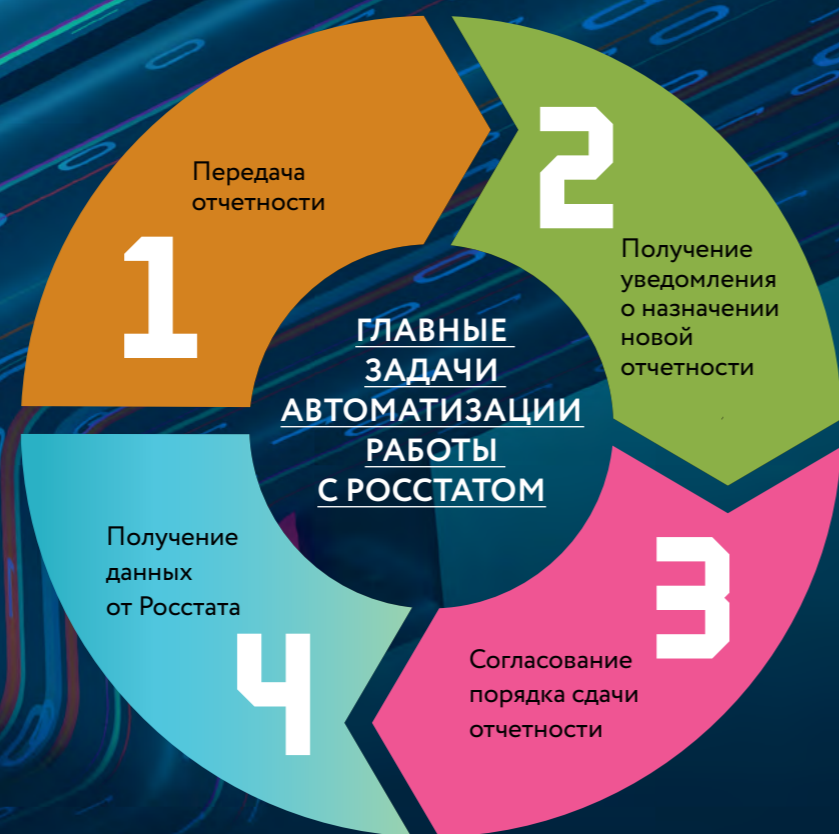 ГЛАВНЫЕ
ЗАДАЧИ
АВТОМАТИЗАЦИИ
РАБОТЫ
С РОССТАТОМ
1
Передача
отчетности
2
Получение
уведомления
о назначении
новой
отчетности
3
Согласование
порядка сдачи
отчетности
4
Получение
данных
от Росстата